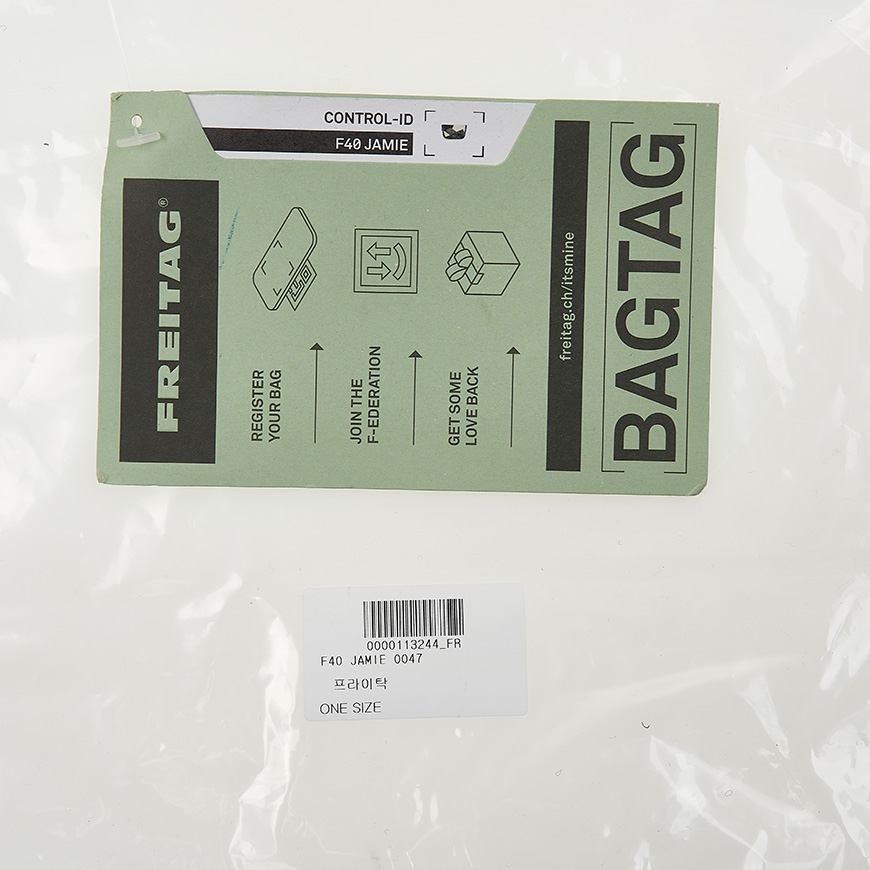 CONTROL-ID
F40 JAMIE
FREITAG®
REGISTER
YOUR BAG
JOIN THE
F-EDERATION
GET SOME
LOVE BACK
freitag.ch/itsmine
[BAGTAG]
0000113244_FR
F40 JAMIE 0047
프라이탁
ONE SIZE